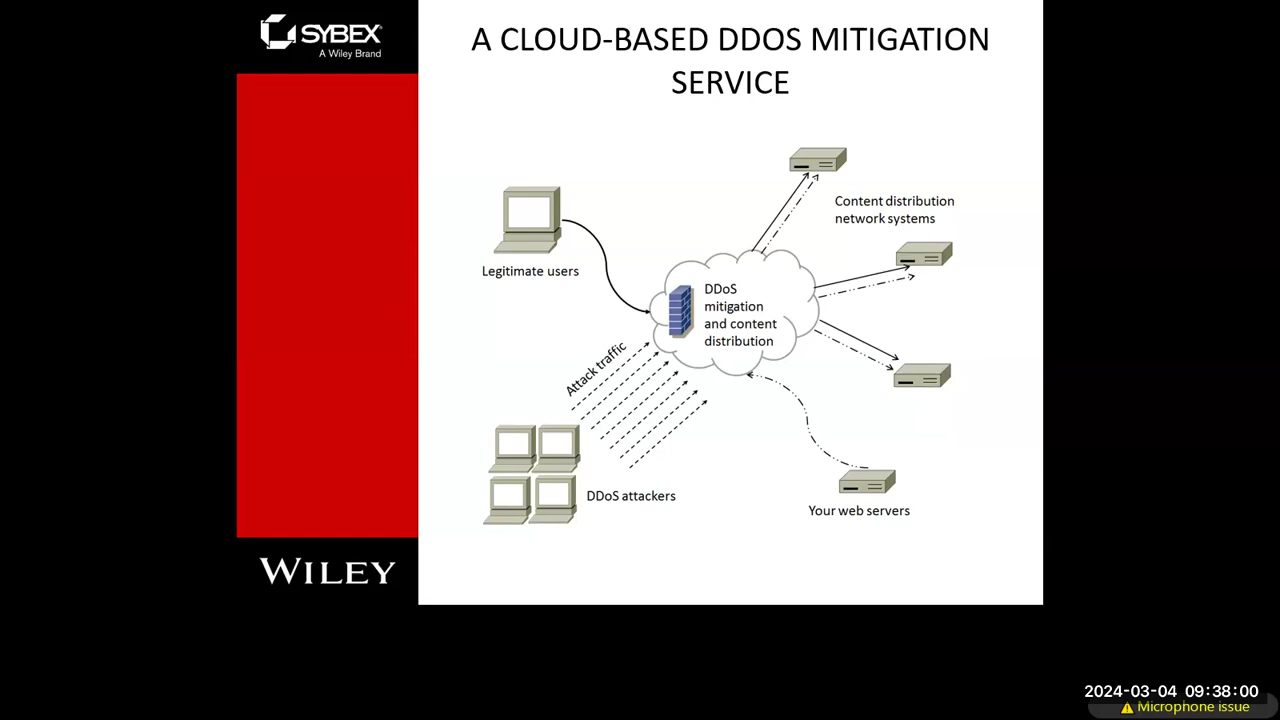 SYBEX
A Wiley Brand
A CLOUD-BASED DDOS MITIGATION
SERVICE
Content distribution
network systems
Legitimate users
DDoS
mitigation
and content
distribution
Attack traffic
DDoS attackers
Your web servers
WILEY
2024-03-04 09:38:00
Microphone issue